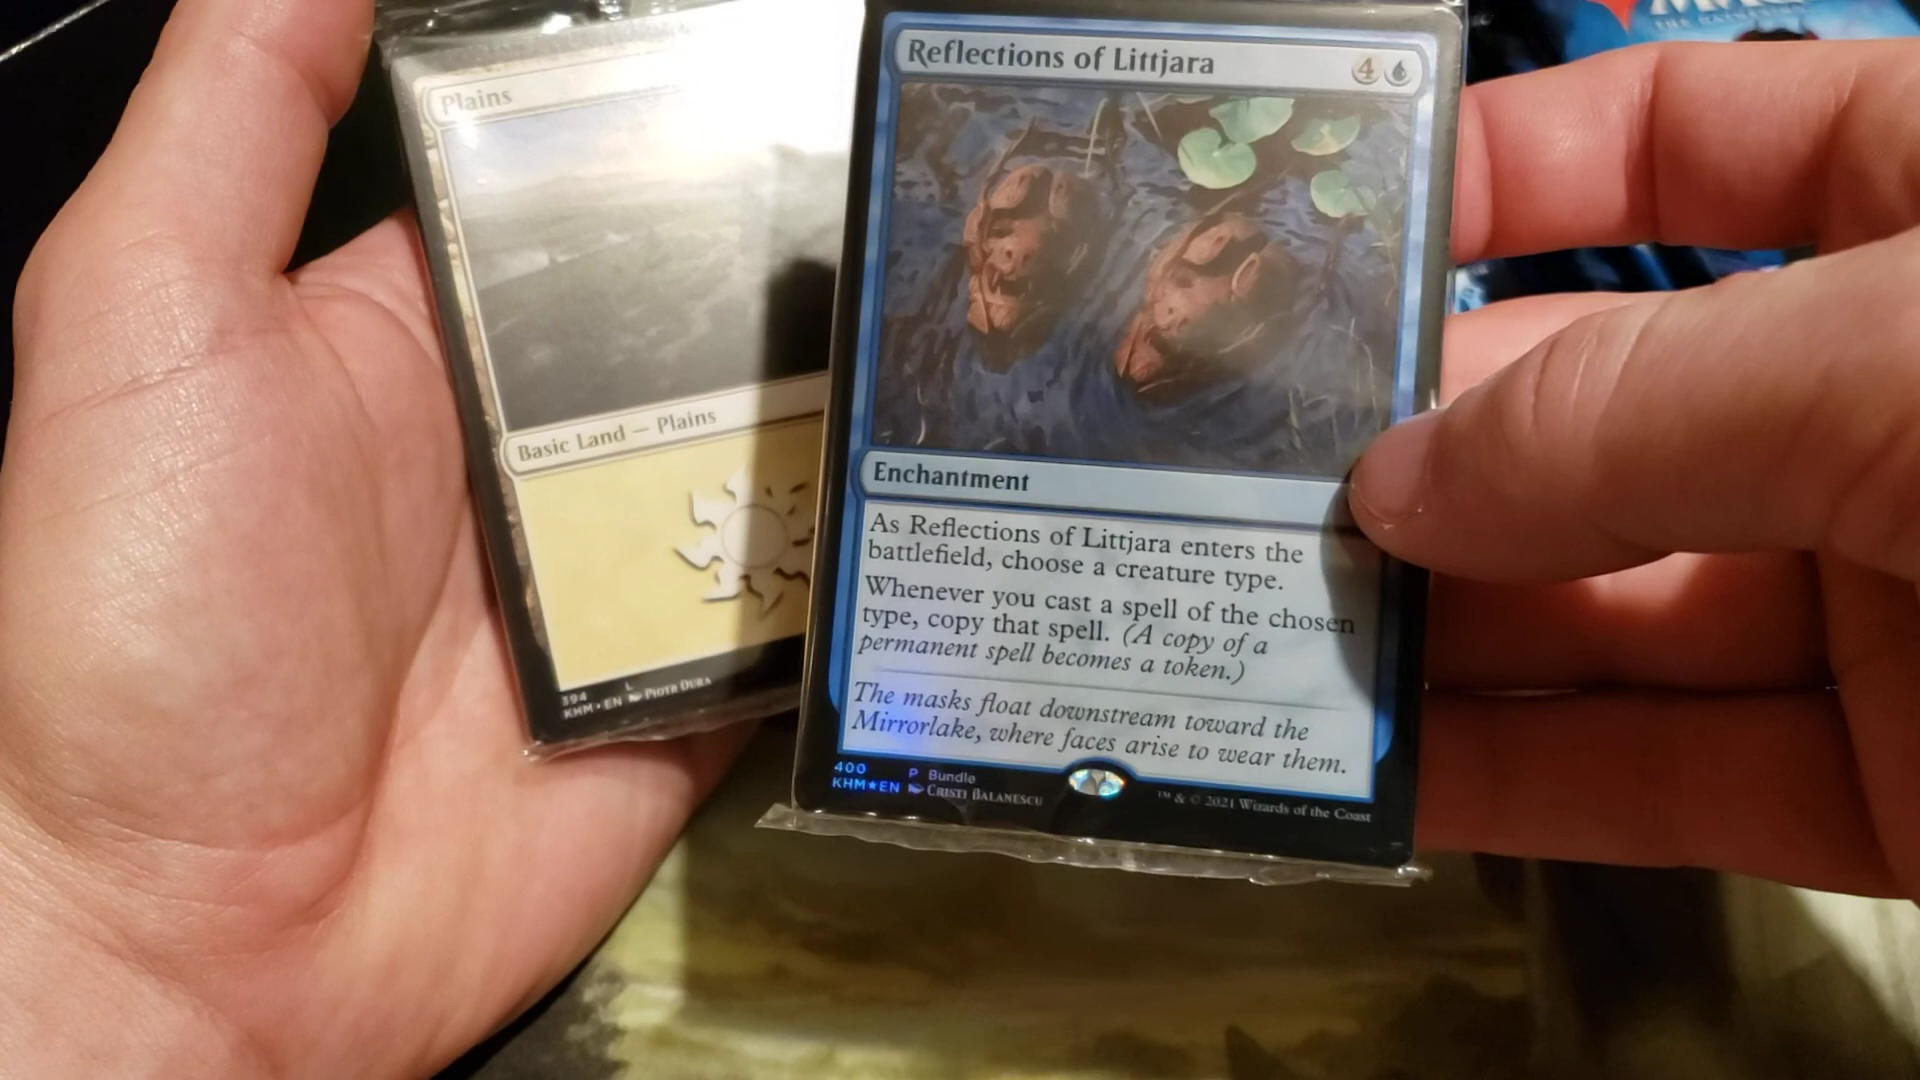 Plains
Basic Land — Plains
394 L
KHM • EN PIOTR DURA
Reflections of Littjara 4
Enchantment
As Reflections of Littjara enters the
battlefield, choose a creature type.
Whenever you cast a spell of the chosen
type, copy that spell. (A copy of a
permanent spell becomes a token.)
The masks float downstream toward the
Mirrorlake, where faces arise to wear them.
400 P Bundle
KHM★EN CRISTI BALANESCU
™ & © 2021 Wizards of the Coast